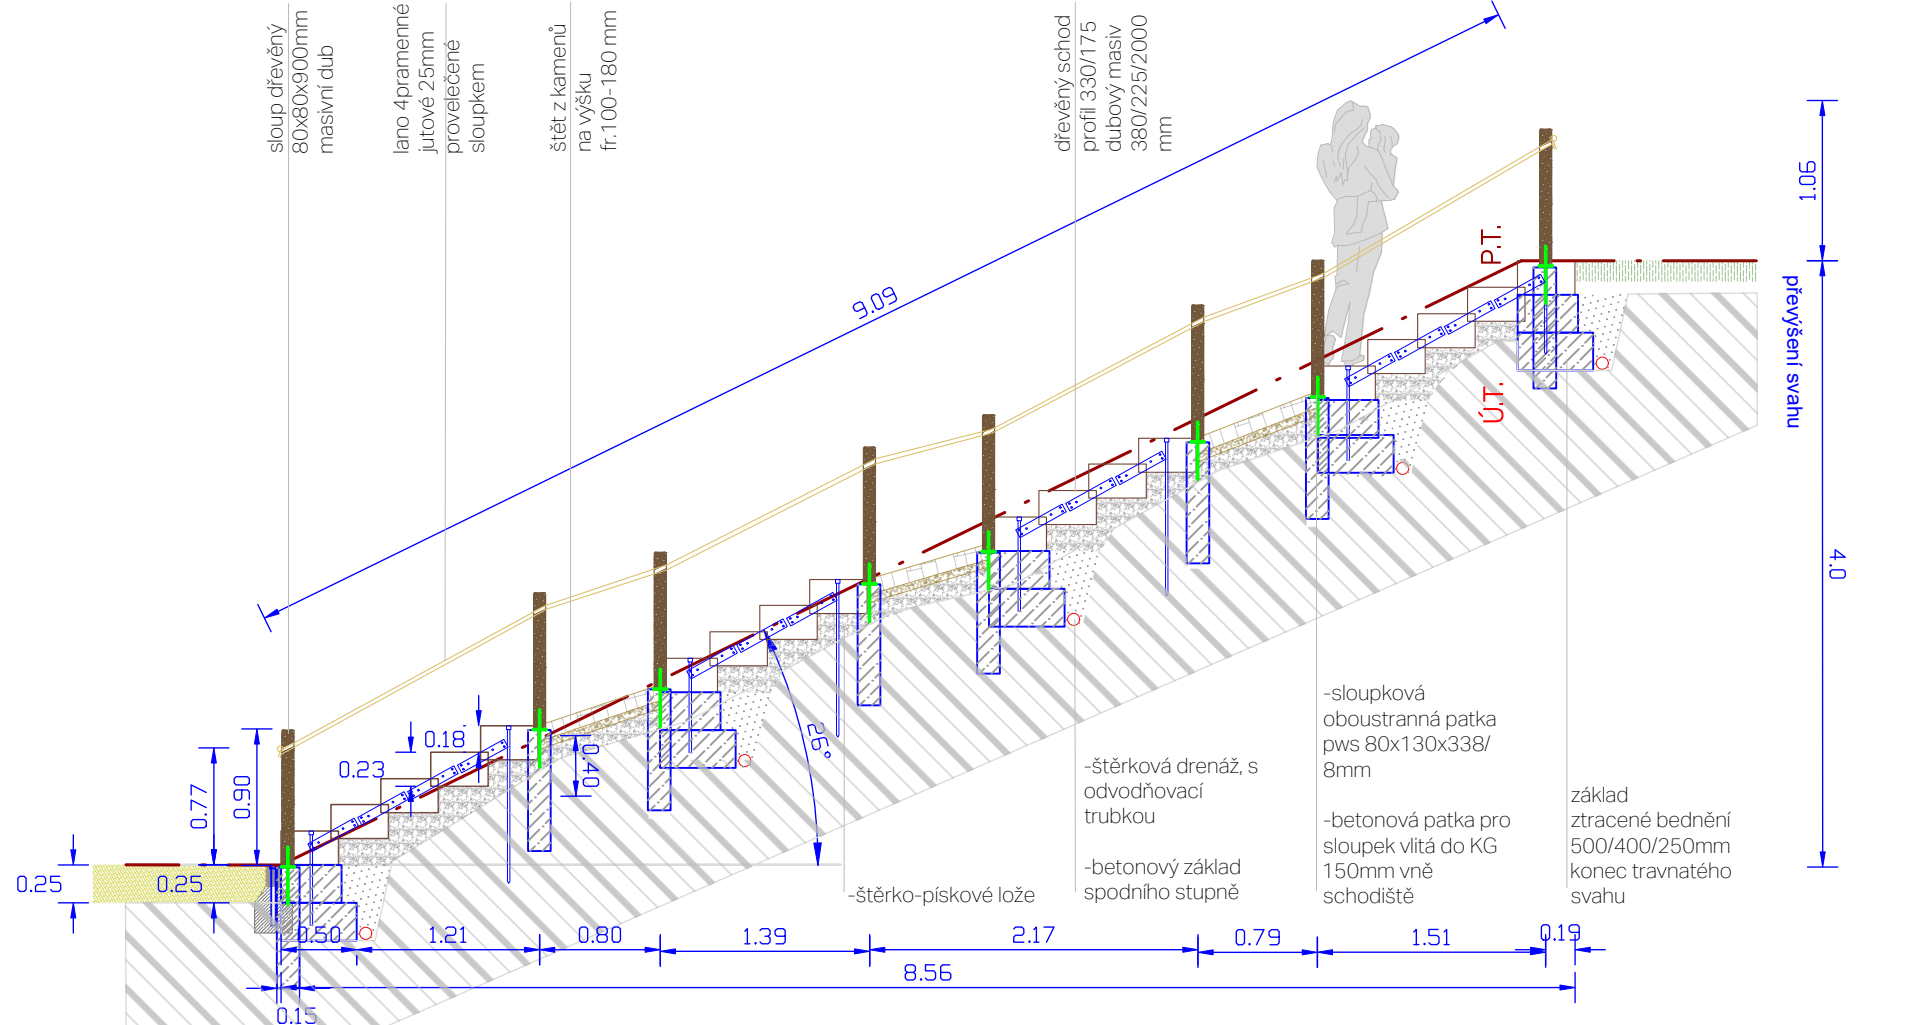 sloup dřevěný
80x80x900mm
masivní dub
lano 4pramenné
jutové 25mm
provelečené
sloupkem
štět z kamenů
na výšku
fr.100-180 mm
dřevěný schod
profil 330/175
dubový masiv
380/225/2000
mm
9.09
1.06
P.T.
převýšení svahu
Ú.T.
4.0
0.18
0.23
0.40
26°
0.77
0.90
0.25
0.25
-sloupková
oboustranná patka
pws 80x130x338/
8mm
-štěrková drenáž, s
odvodňovací
trubkou
-betonová patka pro
sloupek vlitá do KG
150mm vně
schodiště
základ
ztracené bednění
500/400/250mm
konec travnatého
svahu
-betonový základ
spodního stupně
-štěrko-pískové lože
0.50
1.21
0.80
1.39
2.17
0.79
1.51
0.19
8.56
0.15